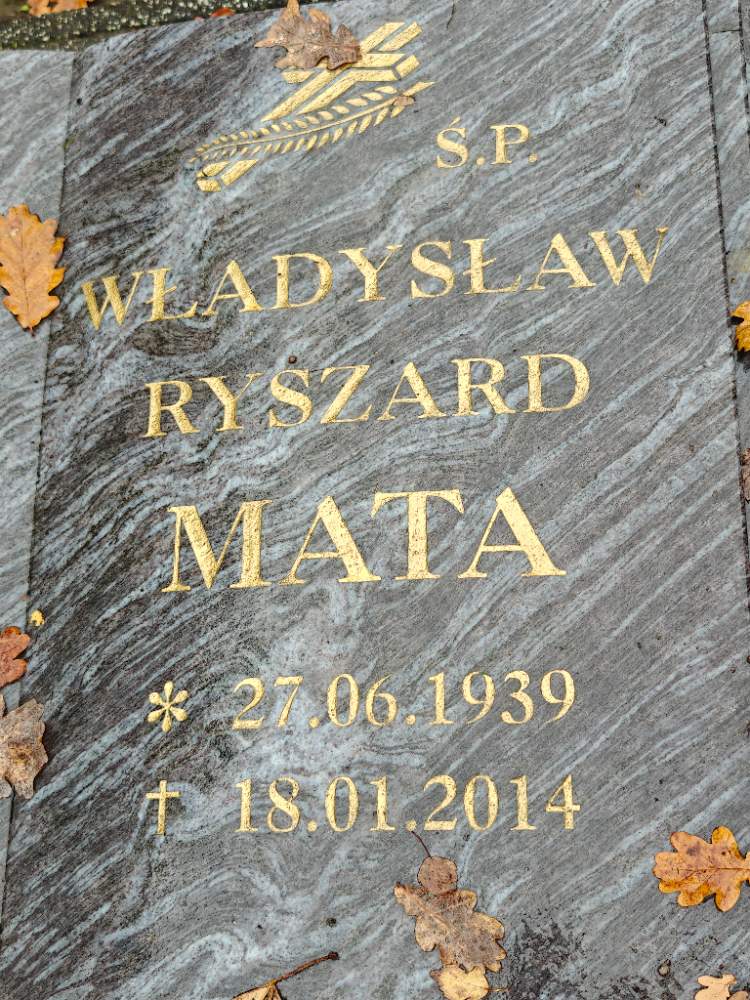 Ś.P.
WŁADYSŁAW
RYSZARD
MATA
* 27.06.1939
† 18.01.2014